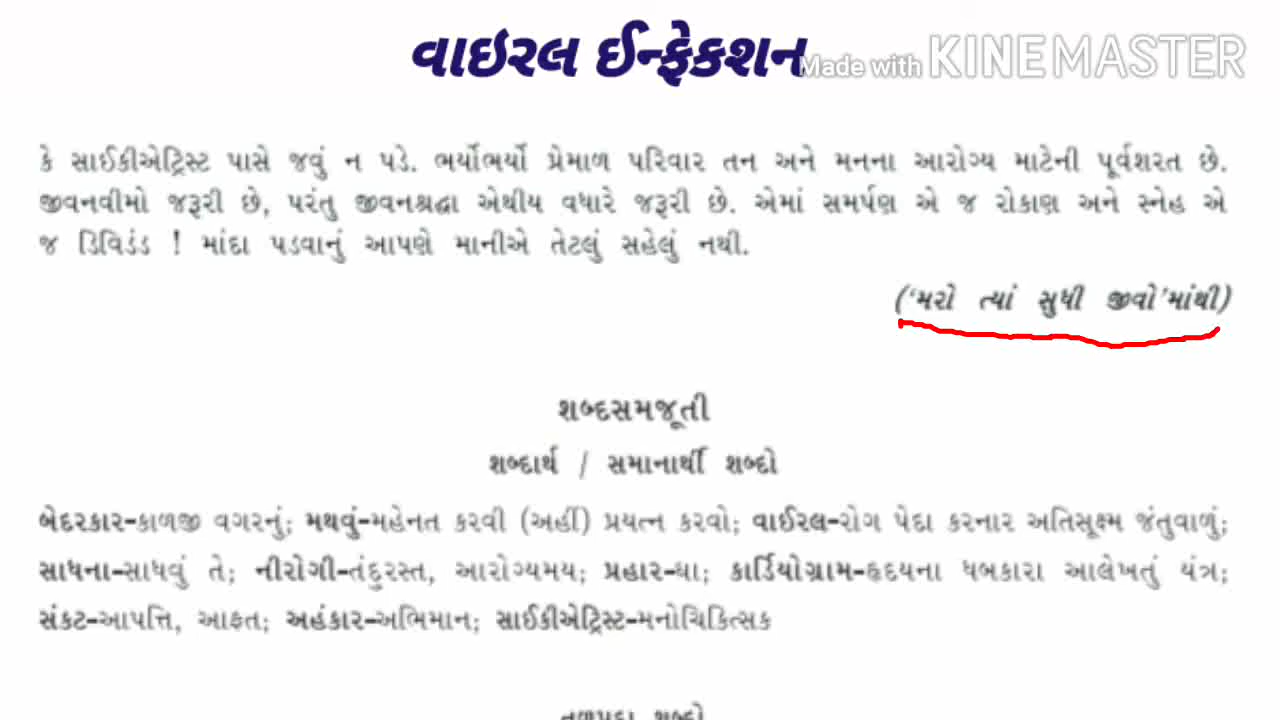 વાઇરલ ઈન્ફેકશન
Made with KINEMASTER
કે સાઈકીએટ્રિસ્ટ પાસે જવું ન પડે. ભર્યોભર્યો પ્રેમાળ પરિવાર તન અને મનના આરોગ્ય માટેની પૂર્વશરત છે.
જીવનવીમો જરૂરી છે, પરંતુ જીવનશ્રદ્ધા એથીય વધારે જરૂરી છે. એમાં સમર્પણ એ જ રોકાણ અને સ્નેહ એ
જ ડિવિડંડ ! માંદા પડવાનું આપણે માનીએ તેટલું સહેલું નથી.
(‘મરો ત્યાં સુધી જીવો’માંથી)
શબ્દસમજૂતી
શબ્દાર્થ / સમાનાર્થી શબ્દો
બેદરકાર-કાળજી વગરનું; મથવું-મહેનત કરવી (અહીં) પ્રયત્ન કરવો; વાઈરલ-રોગ પેદા કરનાર અતિસૂક્ષ્મ જંતુવાળું;
સાધના-સાધવું તે; નીરોગી-તંદુરસ્ત, આરોગ્યમય; પ્રહાર-ઘા; કાર્ડિયોગ્રામ-હૃદયના ધબકારા આલેખતું યંત્ર;
સંકટ-આપત્તિ, આફત; અહંકાર-અભિમાન; સાઈકીએટ્રિસ્ટ-મનોચિકિત્સક
તળપદા શબ્દો